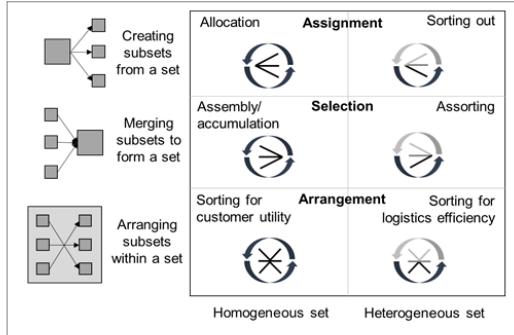 Creating
subsets
from a set
Allocation
Assignment
Sorting out
Merging
subsets to
form a set
Assembly/
accumulation
Selection
Assorting
Arranging
subsets
within a set
Sorting for
customer utility
Arrangement
Sorting for
logistics efficiency
Homogeneous set
Heterogeneous set